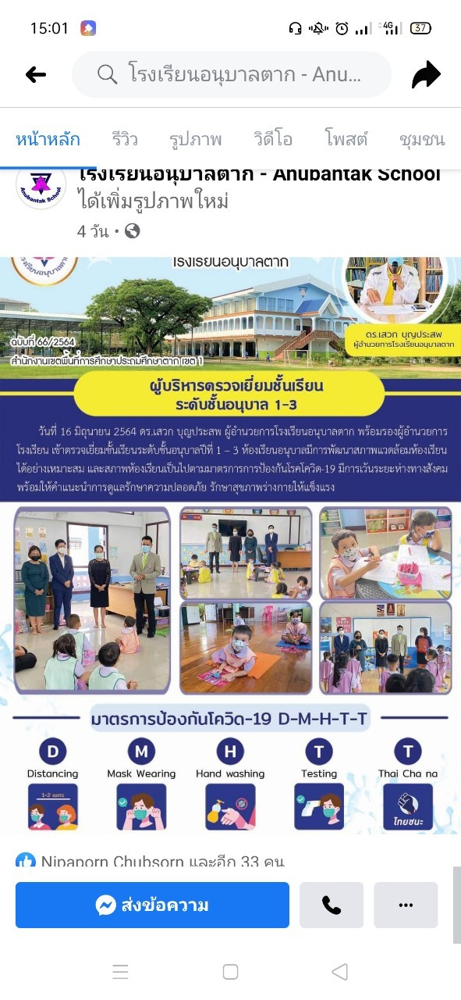 15:01
4G
37
โรงเรียนอนุบาลตาก - Anu...
หน้าหลัก รีวิว รูปภาพ วิดีโอ โพสต์ ชุมชน
โรงเรียนอนุบาลตาก - Anubantak School
ได้เพิ่มรูปภาพใหม่
4 วัน •
Anubantak School
โรงเรียนอนุบาลตาก
โรงเรียนอนุบาลตาก
ดร.เสวก บุญประสพ
ผู้อำนวยการโรงเรียนอนุบาลตาก
ฉบับที่ 66/2564
สำนักงานเขตพื้นที่การศึกษาประถมศึกษาตาก เขต 1
ผู้บริหารตรวจเยี่ยมชั้นเรียน
ระดับชั้นอนุบาล 1-3
วันที่ 16 มิถุนายน 2564 ดร.เสวก บุญประสพ ผู้อำนวยการโรงเรียนอนุบาลตาก พร้อมรองผู้อำนวยการ
โรงเรียน เข้าตรวจเยี่ยมชั้นเรียนระดับชั้นอนุบาลปีที่ 1 – 3 ห้องเรียนอนุบาลมีการพัฒนาสภาพแวดล้อมห้องเรียน
ได้อย่างเหมาะสม และสภาพห้องเรียนเป็นไปตามมาตรการการป้องกันโรคโควิด-19 มีการเว้นระยะห่างทางสังคม
พร้อมให้คำแนะนำการดูแลรักษาความปลอดภัย รักษาสุขภาพร่างกายให้แข็งแรง
มาตรการป้องกันโควิด-19 D-M-H-T-T
D M H T T
Distancing Mask Wearing Hand washing Testing Thai Cha na
1-2 เมตร
ไทยชนะ
Nipaporn Chubsorn และอีก 33 คน
ส่งข้อความ